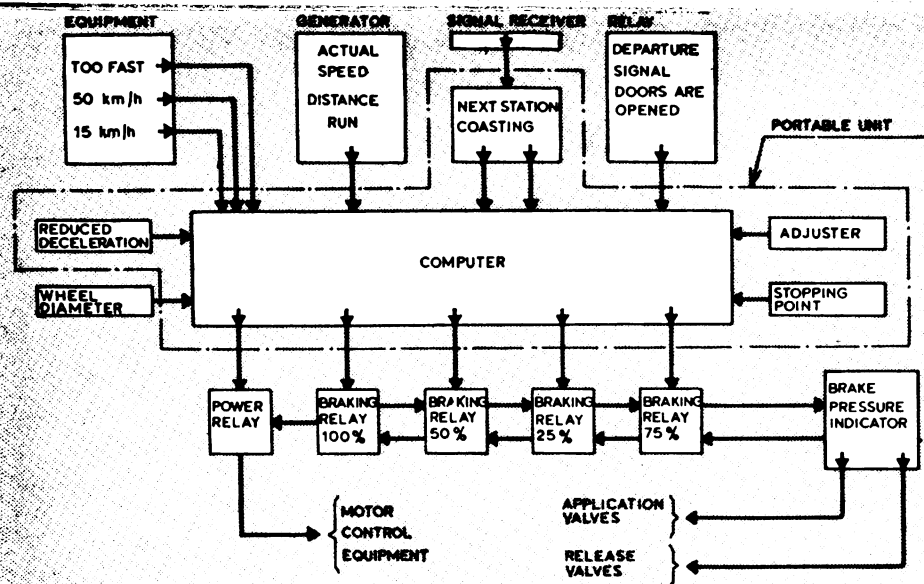 EQUIPMENT
GENERATOR
SIGNAL RECEIVER
RELAY
TOO FAST
50 km/h
15 km/h
ACTUAL
SPEED
DISTANCE
RUN
NEXT STATION
COASTING
DEPARTURE
SIGNAL
DOORS ARE
OPENED
PORTABLE UNIT
REDUCED
DECELERATION
WHEEL
DIAMETER
COMPUTER
ADJUSTER
STOPPING
POINT
POWER
RELAY
BRAKING
RELAY
100%
BRAKING
RELAY
50%
BRAKING
RELAY
25%
BRAKING
RELAY
75%
BRAKE
PRESSURE
INDICATOR
MOTOR
CONTROL
EQUIPMENT
APPLICATION
VALVES
RELEASE
VALVES